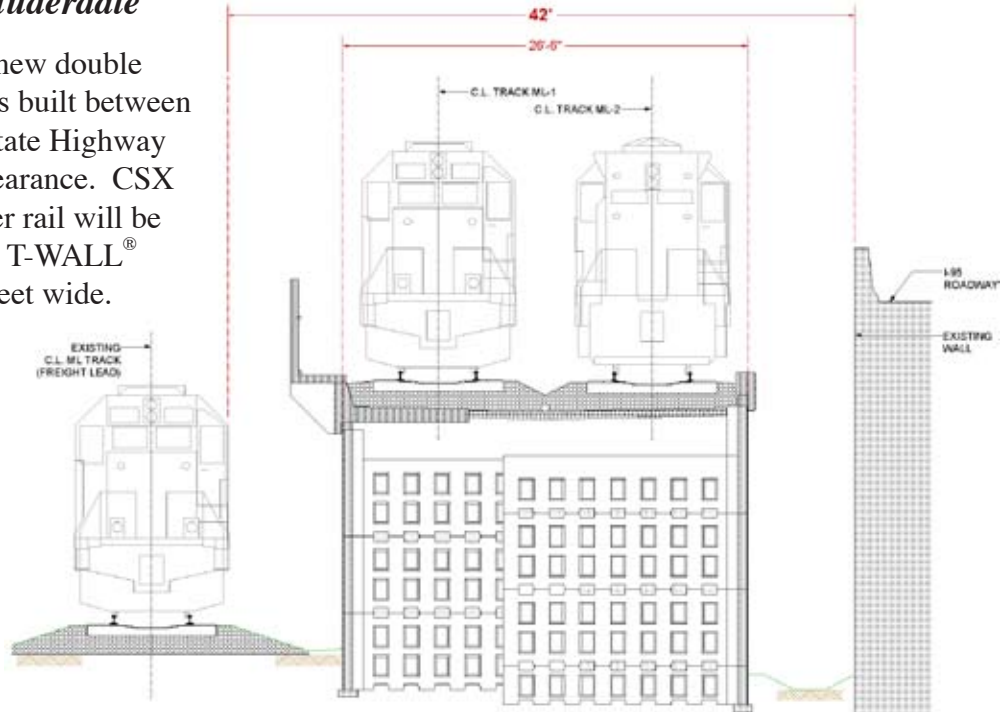 uderdale
new double
s built between
tate Highway
earance. CSX
er rail will be
T-WALL®
eet wide.
42'
26'-6"
C.L. TRACK ML-1
C.L. TRACK ML-2
I-95
ROADWAY
EXISTING
WALL
EXISTING
C.L. ML TRACK
(FREIGHT LEAD)